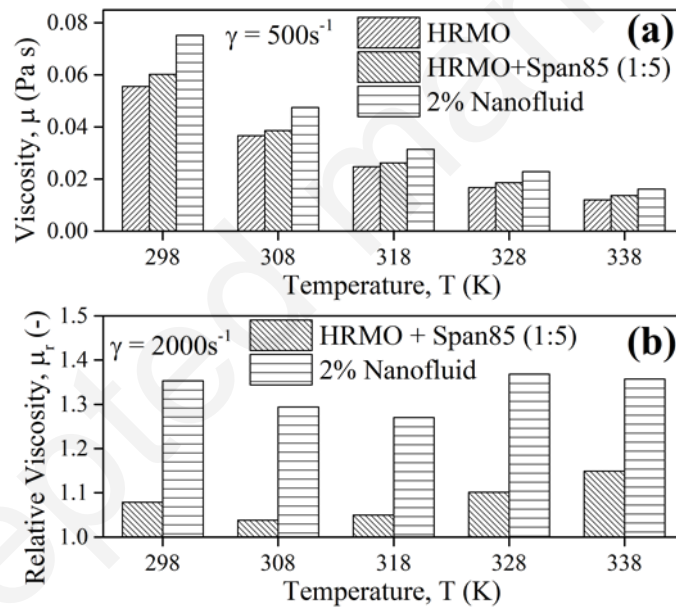 (a)
γ = 500s⁻¹
HRMO
HRMO+Span85 (1:5)
2% Nanofluid
Viscosity, μ (Pa s)
0.08
0.06
0.04
0.02
0.00
298 308 318 328 338
Temperature, T (K)
(b)
γ = 2000s⁻¹
HRMO + Span85 (1:5)
2% Nanofluid
Relative Viscosity, μᵣ (-)
1.5
1.4
1.3
1.2
1.1
1.0
298 308 318 328 338
Temperature, T (K)